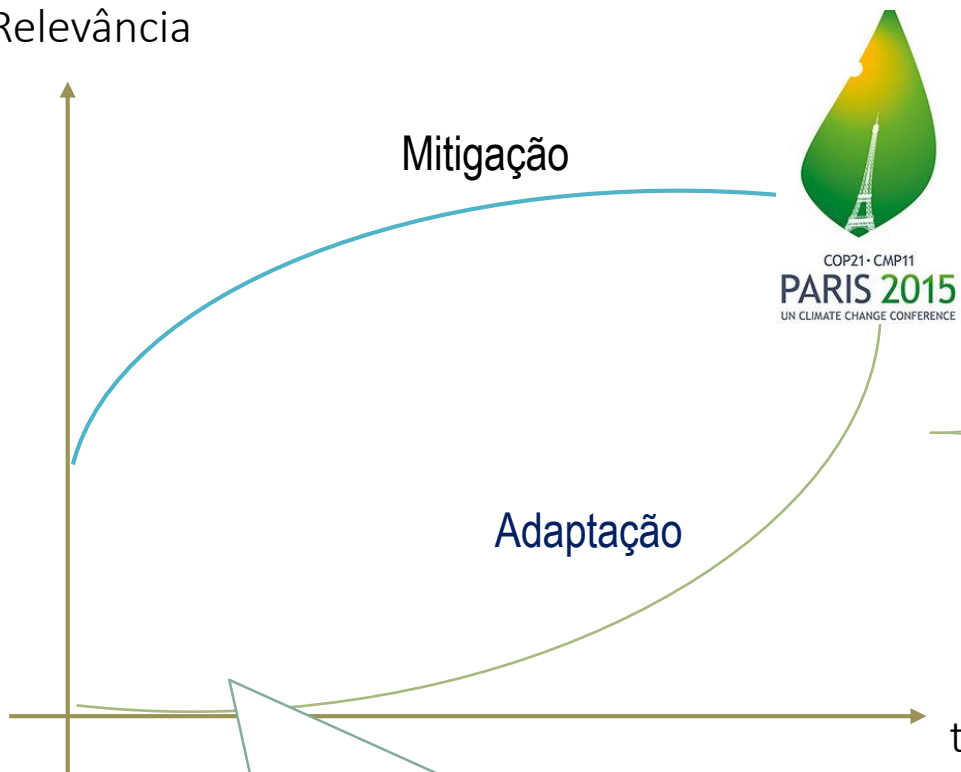 Relevância
Mitigação
COP21 · CMP11
PARIS 2015
UN CLIMATE CHANGE CONFERENCE
Adaptação
t